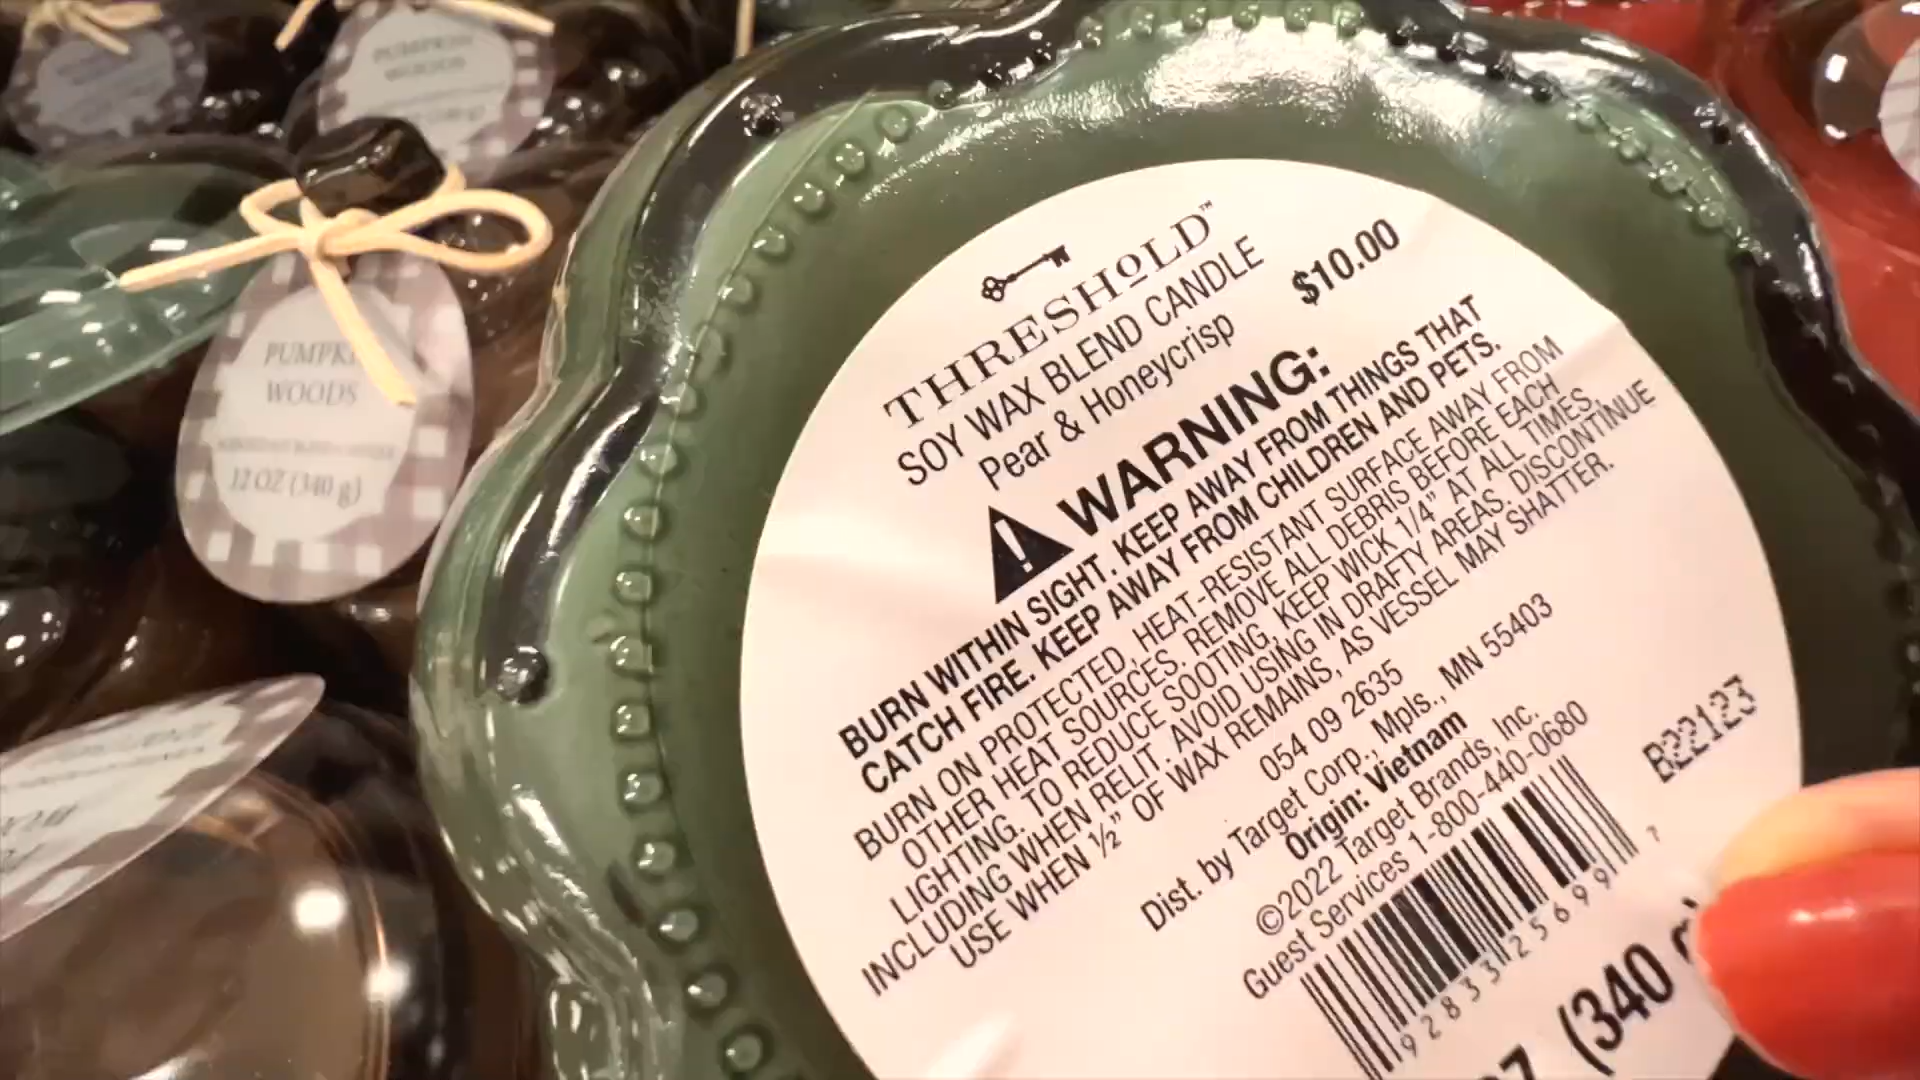 THRESHOLD™
SOY WAX BLEND CANDLE
Pear & Honeycrisp
$10.00
WARNING:
BURN WITHIN SIGHT. KEEP AWAY FROM THINGS THAT
CATCH FIRE. KEEP AWAY FROM CHILDREN AND PETS.
BURN ON PROTECTED, HEAT-RESISTANT SURFACE AWAY FROM
OTHER HEAT SOURCES. REMOVE ALL DEBRIS BEFORE EACH
LIGHTING. TO REDUCE SOOTING, KEEP WICK 1/4" AT ALL TIMES,
INCLUDING WHEN RELIT. AVOID USING IN DRAFTY AREAS. DISCONTINUE
USE WHEN ½" OF WAX REMAINS, AS VESSEL MAY SHATTER.
054 09 2635
Dist. by Target Corp., Mpls., MN 55403
Origin: Vietnam
©2022 Target Brands, Inc.
Guest Services 1-800-440-0680
B22123
92833 25699 7
(340 g)
PUMPKIN
WOODS
12 OZ (340 g)
PUMPKIN
WOODS